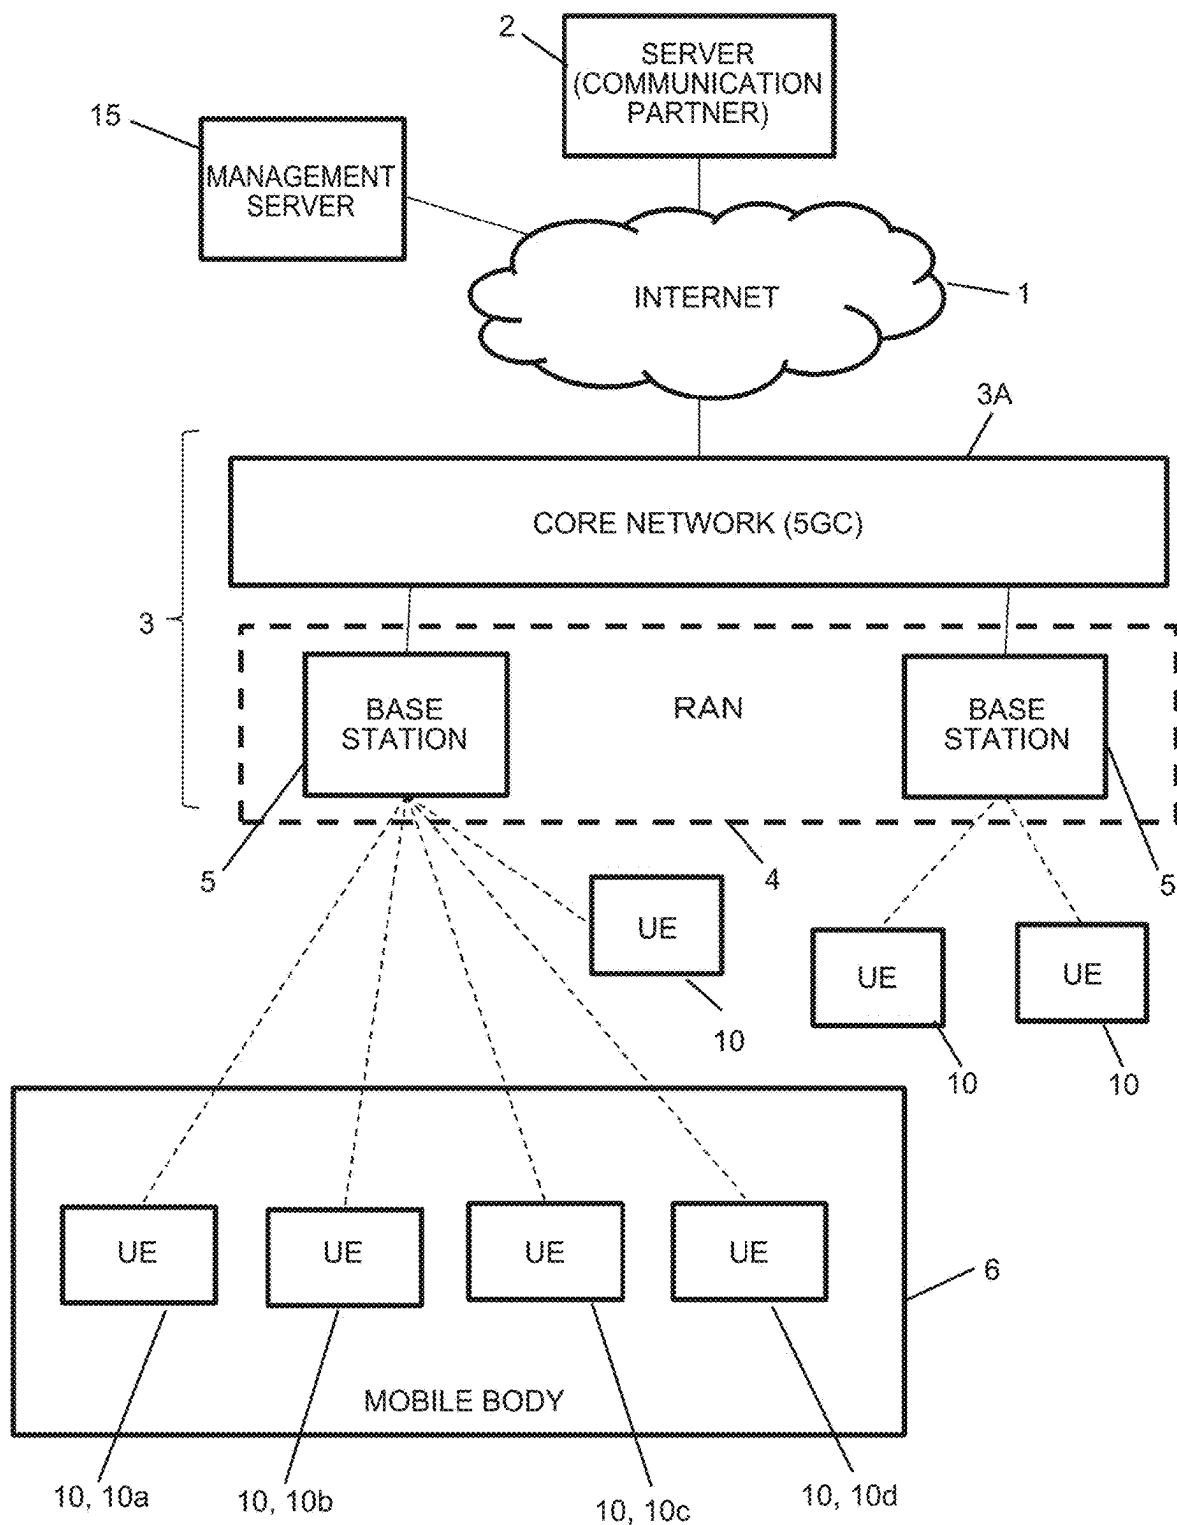 2
SERVER
(COMMUNICATION
PARTNER)
15
MANAGEMENT
SERVER
INTERNET
1
3A
CORE NETWORK (5GC)
3
BASE
STATION
RAN
BASE
STATION
5
4
5
UE
UE
UE
10
10
10
UE
UE
UE
UE
6
MOBILE BODY
10, 10a
10, 10b
10, 10c
10, 10d